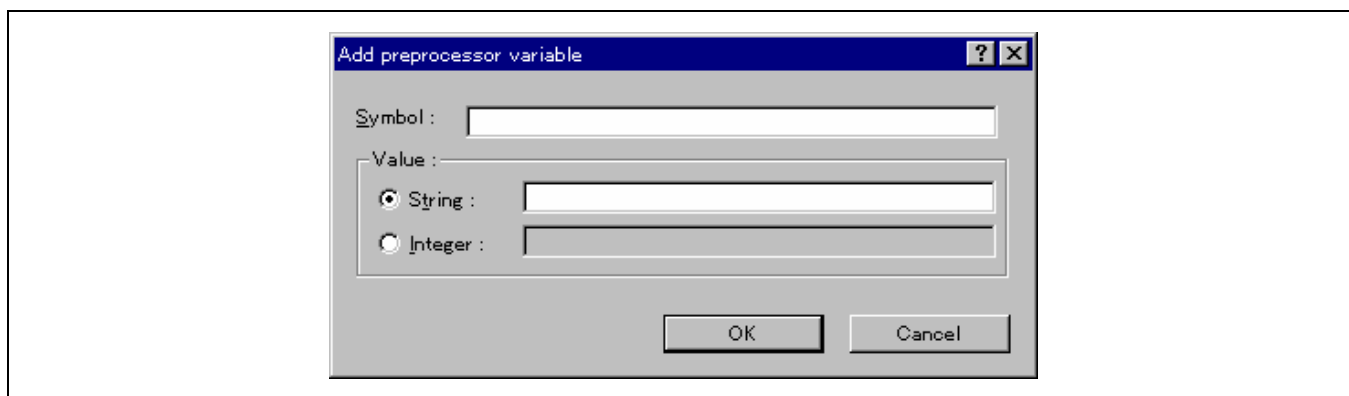 Add preprocessor variable
Symbol :
Value :
String :
Integer :
OK Cancel